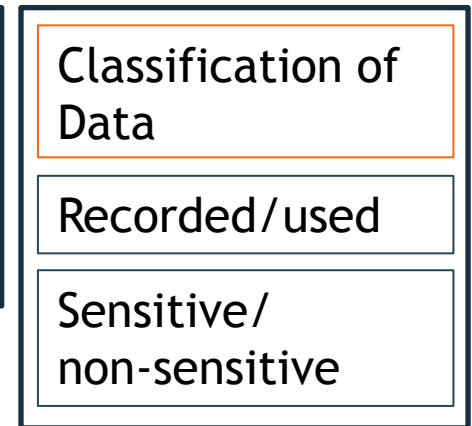 Classification of
Data
Recorded/used
Sensitive/
non-sensitive